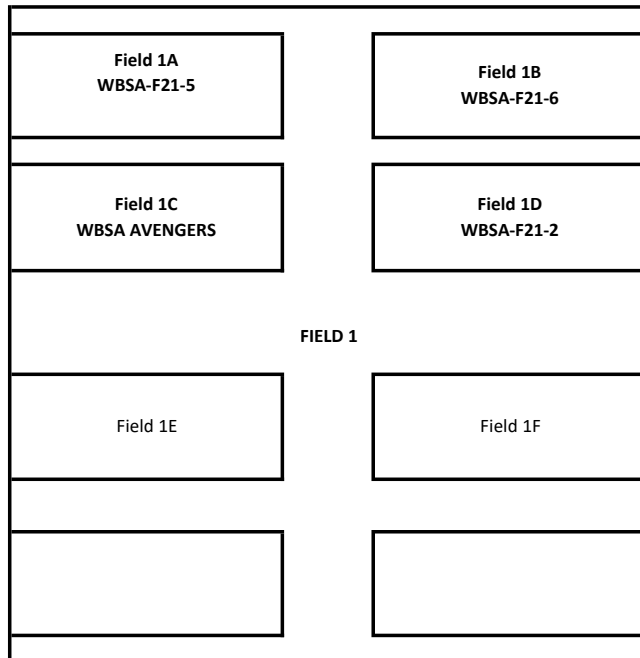 Field 1A
WBSA-F21-5
Field 1B
WBSA-F21-6
Field 1C
WBSA AVENGERS
Field 1D
WBSA-F21-2
FIELD 1
Field 1E
Field 1F